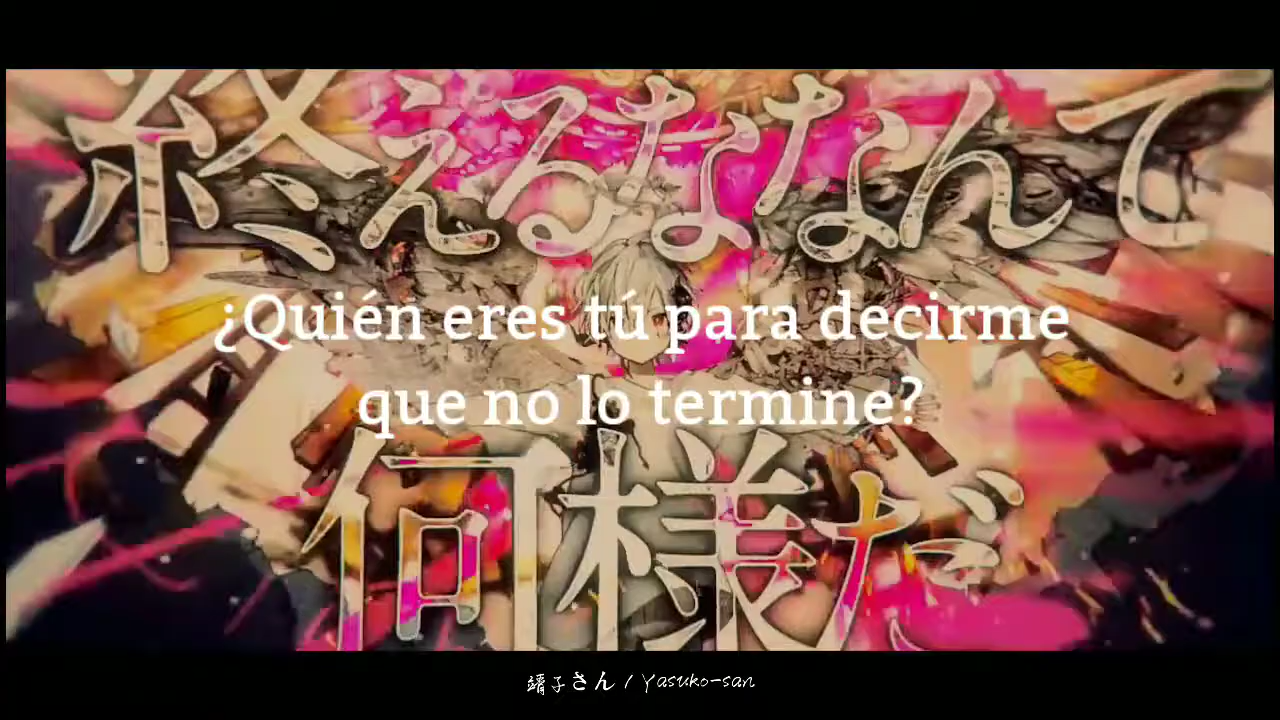 終えるななんて
¿Quién eres tú para decirme
que no lo termine?
何様だ
靖子さん / Yasuko-san